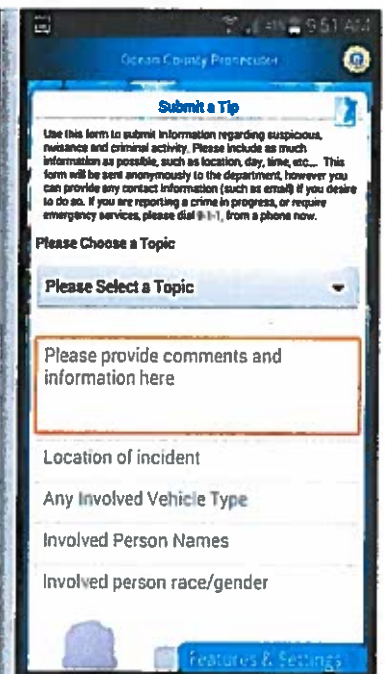 9:51 AM
Ocean County Prosecutor
Submit a Tip
Use this form to submit information regarding suspicious,
nuisance and criminal activity. Please include as much
information as possible, such as location, day, time, etc... This
form will be sent anonymously to the department, however you
can provide any contact information (such as email) if you desire
to do so. If you are reporting a crime in progress, or require
emergency services, please dial 9-1-1, from a phone now.
Please Choose a Topic
Please Select a Topic
Please provide comments and
information here
Location of incident
Any Involved Vehicle Type
Involved Person Names
Involved person race/gender
Features & Settings